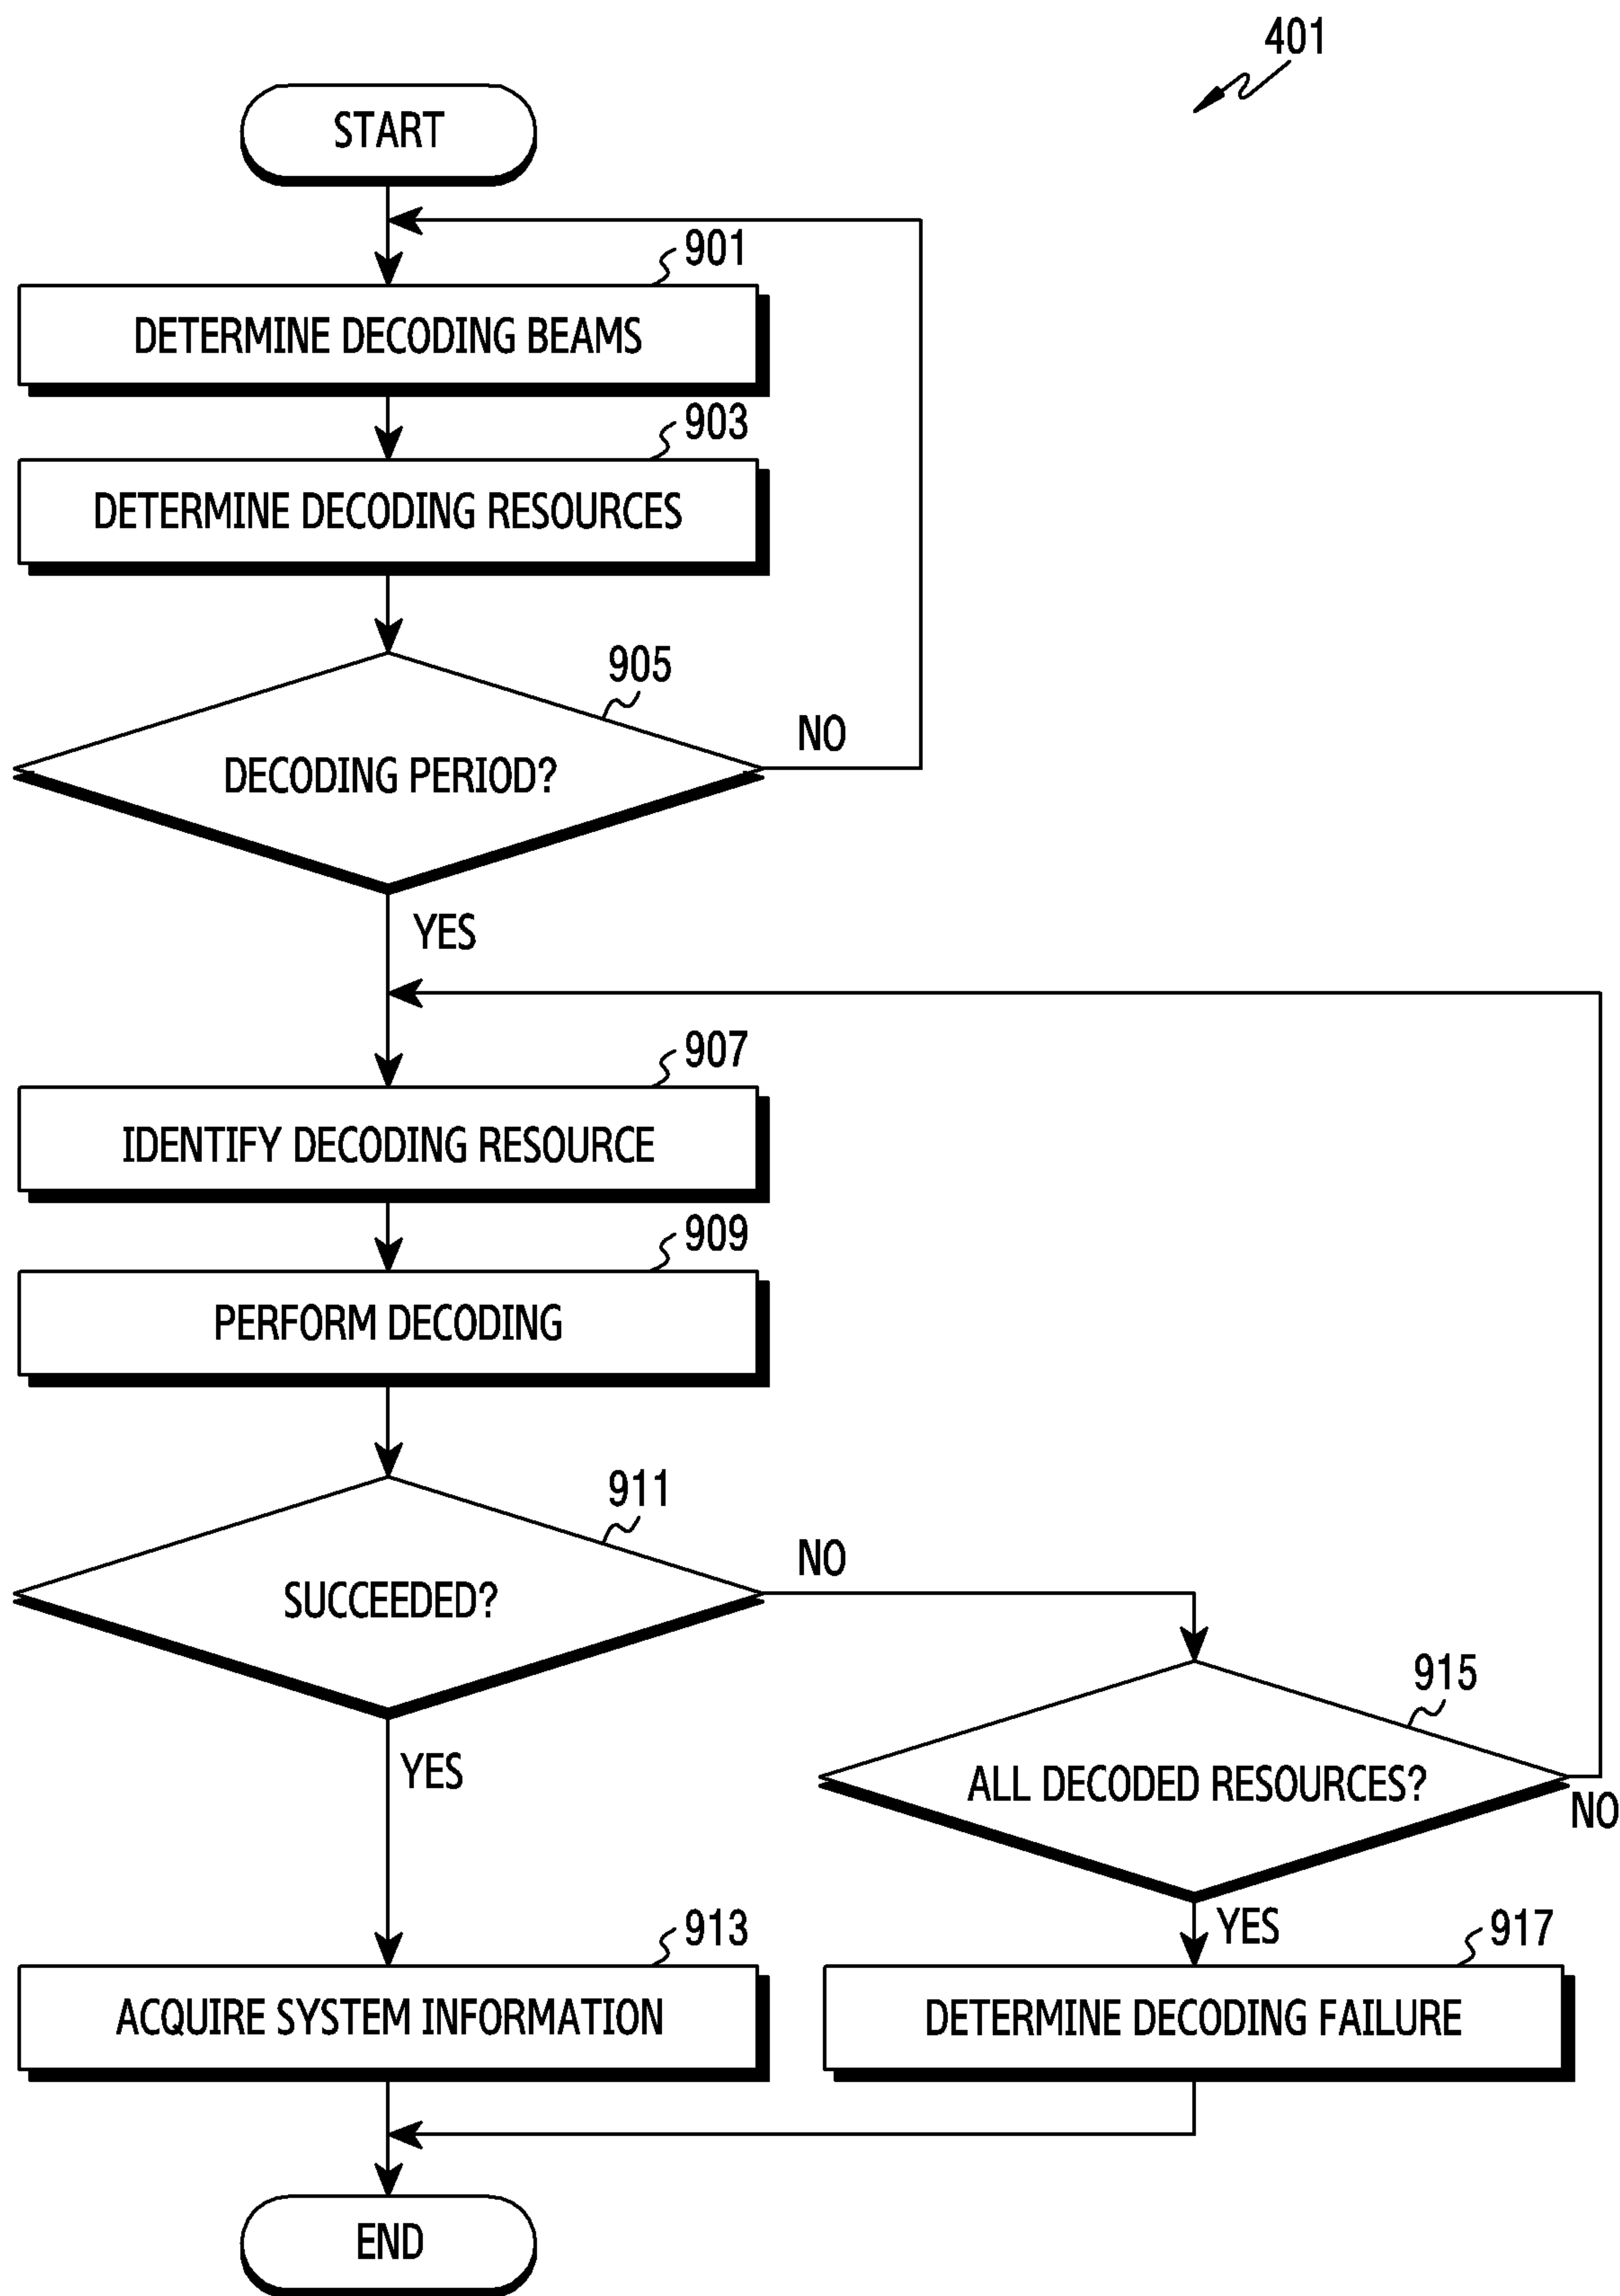 401
START
901
DETERMINE DECODING BEAMS
903
DETERMINE DECODING RESOURCES
905
DECODING PERIOD?
NO
YES
907
IDENTIFY DECODING RESOURCE
909
PERFORM DECODING
911
SUCCEEDED?
NO
YES
915
ALL DECODED RESOURCES?
NO
YES
913
ACQUIRE SYSTEM INFORMATION
917
DETERMINE DECODING FAILURE
END